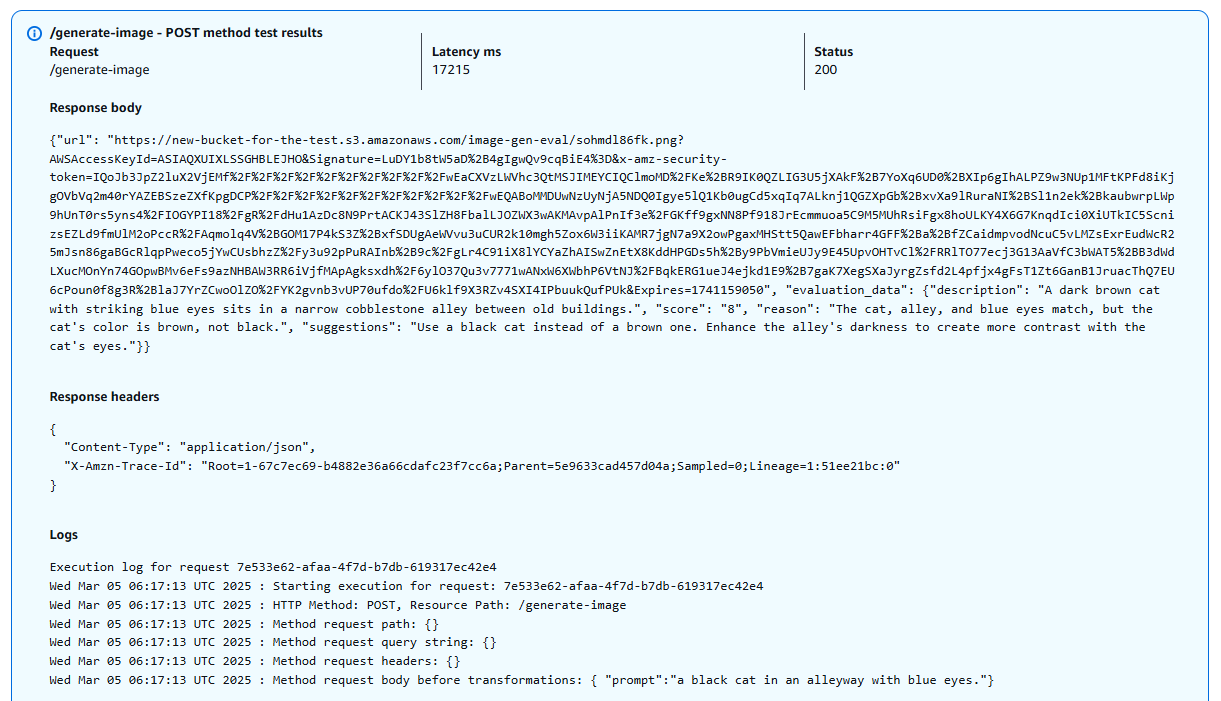 /generate-image - POST method test results
Request
/generate-image
Latency ms
17215
Status
200
Response body
{"url": "https://new-bucket-for-the-test.s3.amazonaws.com/image-gen-eval/sohmdl86fk.png?
AWSAccessKeyId=ASIAQXUIXLSSGHBLEJHO&Signature=LuDY1b8tW5aD%2B4gIgwQv9cqBiE4%3D&x-amz-security-
token=IQoJb3JpZ2luX2VjEMf%2F%2F%2F%2F%2F%2F%2F%2F%2F%2FwEaCXVzLWVhc3QtMSJIMEYCIQClmoMD%2FKe%2BR9IK0QZLIG3U5jXAkF%2B7YoXq6UD0%2BXIp6gIhALPZ9w3NUp1MFtKPFd8iKj
gOVbVq2m40rYAZEBSzeZXfKpgDCP%2F%2F%2F%2F%2F%2F%2F%2F%2F%2FwEQABoMMDUwNzUyNjA5NDQ0Igye5lQ1Kb0ugCd5xqIq7ALknj1QGZXpGb%2BxvXa9lRuraNI%2BSl1n2ek%2BkaubwrpLWp
9hUnT0rs5yns4%2FIOGYPI18%2FgR%2FdHu1AzDc8N9PrtACKJ43SlZH8FbalLJOZWX3wAKMAvpAlPnIf3e%2FGKff9gxNN8Pf918JrEcmmuoa5C9M5MUhRsiFgx8hoULKY4X6G7KnqdIci0XiUTkIC5Scni
zsEZLd9fmUlM2oPccR%2FAqmolq4V%2BGOM17P4kS3Z%2BxfSDUgAeWVvu3uCUR2k10mgh5Zox6W3iiKAMR7jgN7a9X2owPgaxMHStt5QawEFbharr4GFF%2Ba%2BfZCaidmpvodNcuC5vLMZsExrEudWcR2
5mJsn86gaBGcRlqpPweco5jYwCUsbhzZ%2Fy3u92pPuRAInb%2B9c%2FgLr4C91iX8lYCYaZhAISwZnEtX8KddHPGDs5h%2By9PbVmieUJy9E45UpvOHTvCl%2FRRlTO77ecj3G13AaVfC3bWAT5%2BB3dWd
LXucMOnYn74GOpwBMv6eFs9azNHBAW3RR6iVjfMApAgksxdh%2F6ylO37Qu3v7771wANxW6XWbhP6VtNJ%2FBqkERG1ueJ4ejkd1E9%2B7gaK7XegSXaJyrgZsfd2L4pfjx4gFsT1Zt6GanB1JruacThQ7EU
6cPoun0f8g3R%2BlaJ7YrZCwoOlZO%2FYK2gvnb3vUP70ufdo%2FU6klf9X3RZv4SXI4IPbuukQufPUk&Expires=1741159050", "evaluation_data": {"description": "A dark brown cat
with striking blue eyes sits in a narrow cobblestone alley between old buildings.", "score": "8", "reason": "The cat, alley, and blue eyes match, but the
cat's color is brown, not black.", "suggestions": "Use a black cat instead of a brown one. Enhance the alley's darkness to create more contrast with the
cat's eyes."}}
Response headers
{
"Content-Type": "application/json",
"X-Amzn-Trace-Id": "Root=1-67c7ec69-b4882e36a66cdafc23f7cc6a;Parent=5e9633cad457d04a;Sampled=0;Lineage=1:51ee21bc:0"
}
Logs
Execution log for request 7e533e62-afaa-4f7d-b7db-619317ec42e4
Wed Mar 05 06:17:13 UTC 2025 : Starting execution for request: 7e533e62-afaa-4f7d-b7db-619317ec42e4
Wed Mar 05 06:17:13 UTC 2025 : HTTP Method: POST, Resource Path: /generate-image
Wed Mar 05 06:17:13 UTC 2025 : Method request path: {}
Wed Mar 05 06:17:13 UTC 2025 : Method request query string: {}
Wed Mar 05 06:17:13 UTC 2025 : Method request headers: {}
Wed Mar 05 06:17:13 UTC 2025 : Method request body before transformations: { "prompt":"a black cat in an alleyway with blue eyes."}